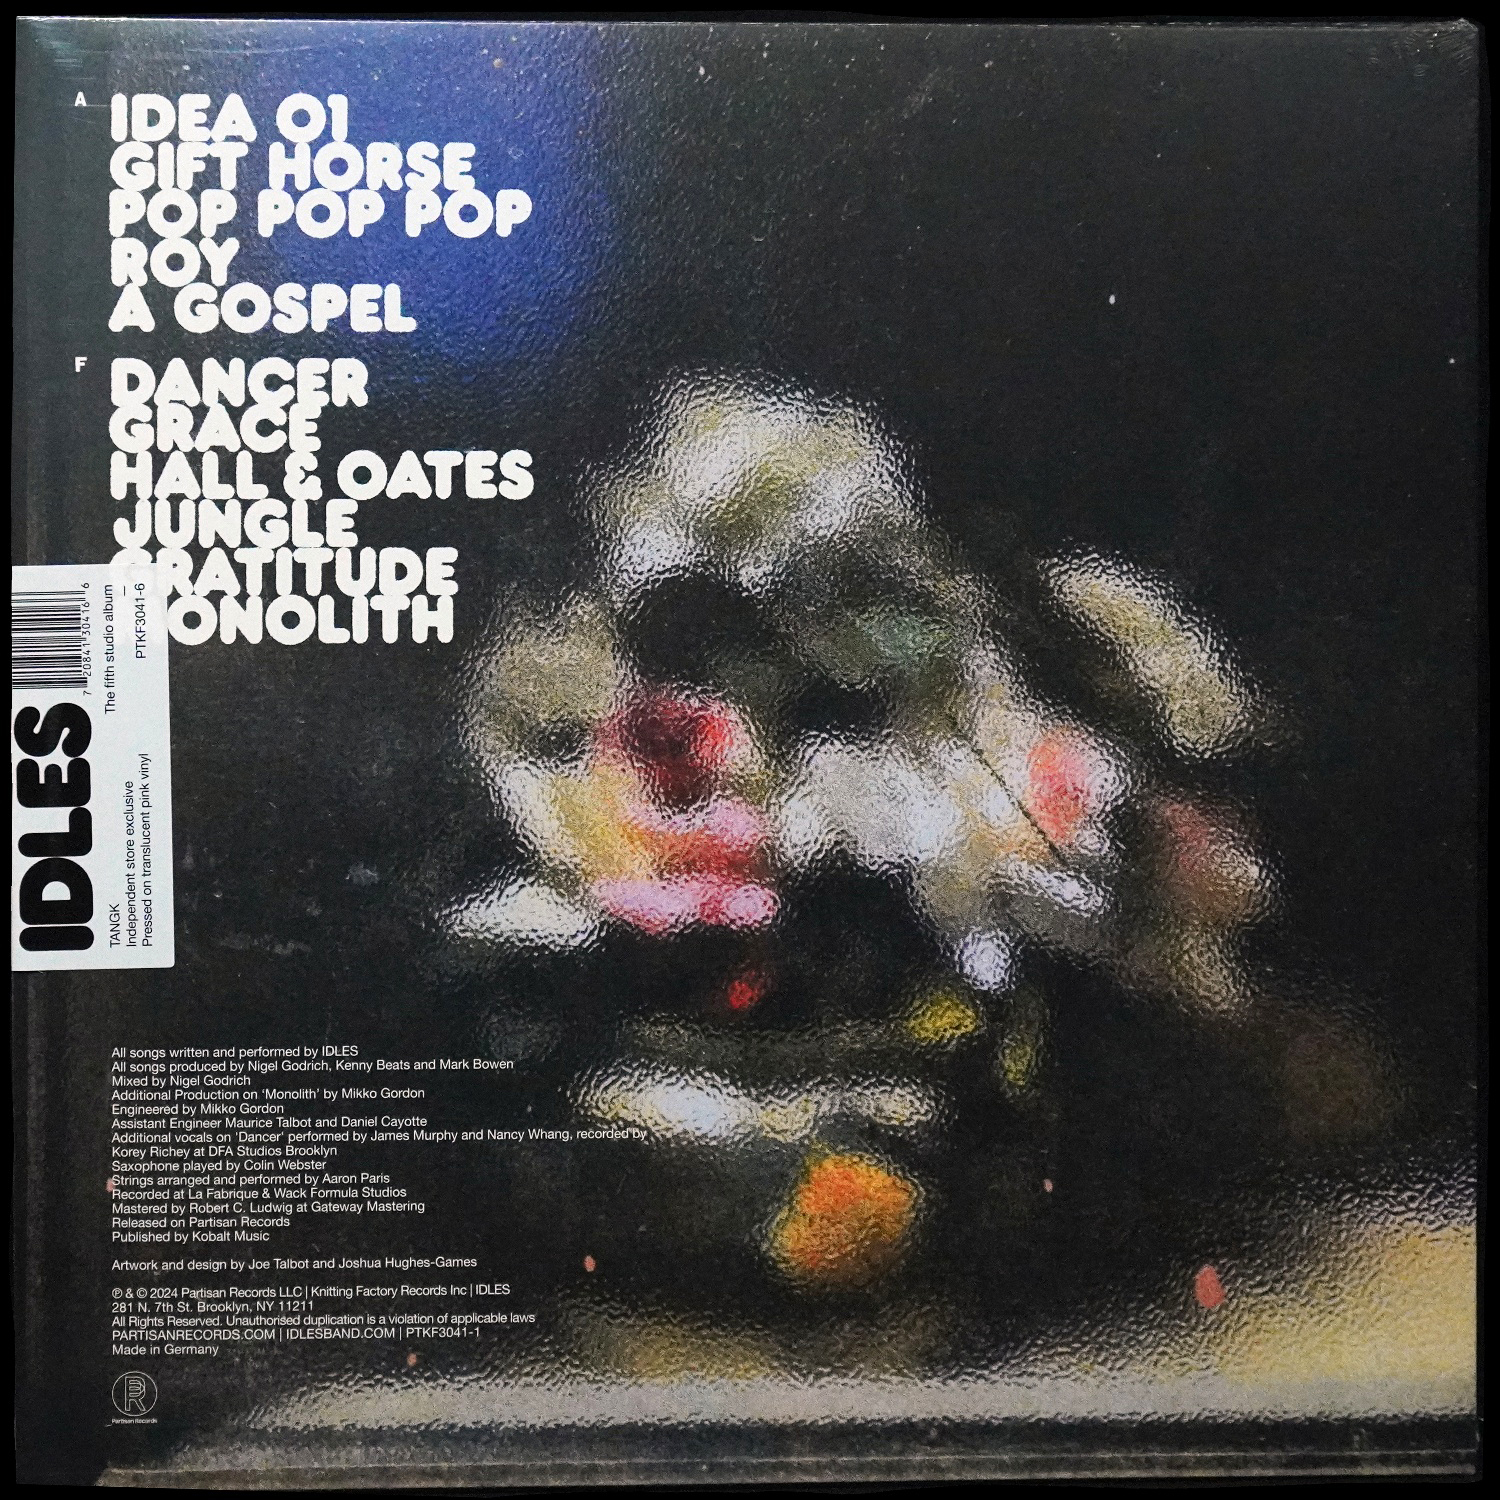 A
IDEA 01
GIFT HORSE
POP POP POP
ROY
A GOSPEL
F
DANCER
GRACE
HALL & OATES
JUNGLE
GRATITUDE
ONOLITH
IDLES
7 20841 30416 6
The fifth studio album
–
PTKF3041-6
TANGK
Independent store exclusive
Pressed on translucent pink vinyl
All songs written and performed by IDLES
All songs produced by Nigel Godrich, Kenny Beats and Mark Bowen
Mixed by Nigel Godrich
Additional Production on ‘Monolith’ by Mikko Gordon
Engineered by Mikko Gordon
Assistant Engineer Maurice Talbot and Daniel Cayotte
Additional vocals on 'Dancer' performed by James Murphy and Nancy Whang, recorded by
Korey Richey at DFA Studios Brooklyn
Saxophone played by Colin Webster
Strings arranged and performed by Aaron Paris
Recorded at La Fabrique & Wack Formula Studios
Mastered by Robert C. Ludwig at Gateway Mastering
Released on Partisan Records
Published by Kobalt Music
Artwork and design by Joe Talbot and Joshua Hughes-Games
℗ & © 2024 Partisan Records LLC | Knitting Factory Records Inc | IDLES
281 N. 7th St. Brooklyn, NY 11211
All Rights Reserved. Unauthorised duplication is a violation of applicable laws
PARTISANRECORDS.COM | IDLESBAND.COM | PTKF3041-1
Made in Germany
Partisan Records